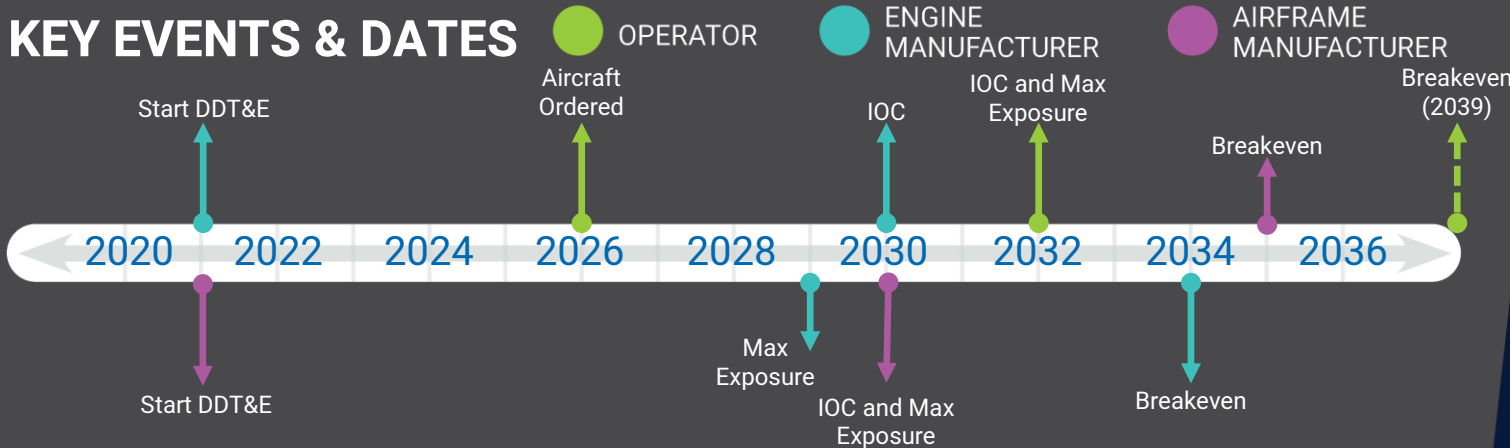 KEY EVENTS & DATES
OPERATOR
ENGINE
MANUFACTURER
AIRFRAME
MANUFACTURER
Start DDT&E
Aircraft
Ordered
IOC
IOC and Max
Exposure
Breakeven
Breakeven
(2039)
2020 2022 2024 2026 2028 2030 2032 2034 2036
Start DDT&E
Max
Exposure
IOC and Max
Exposure
Breakeven